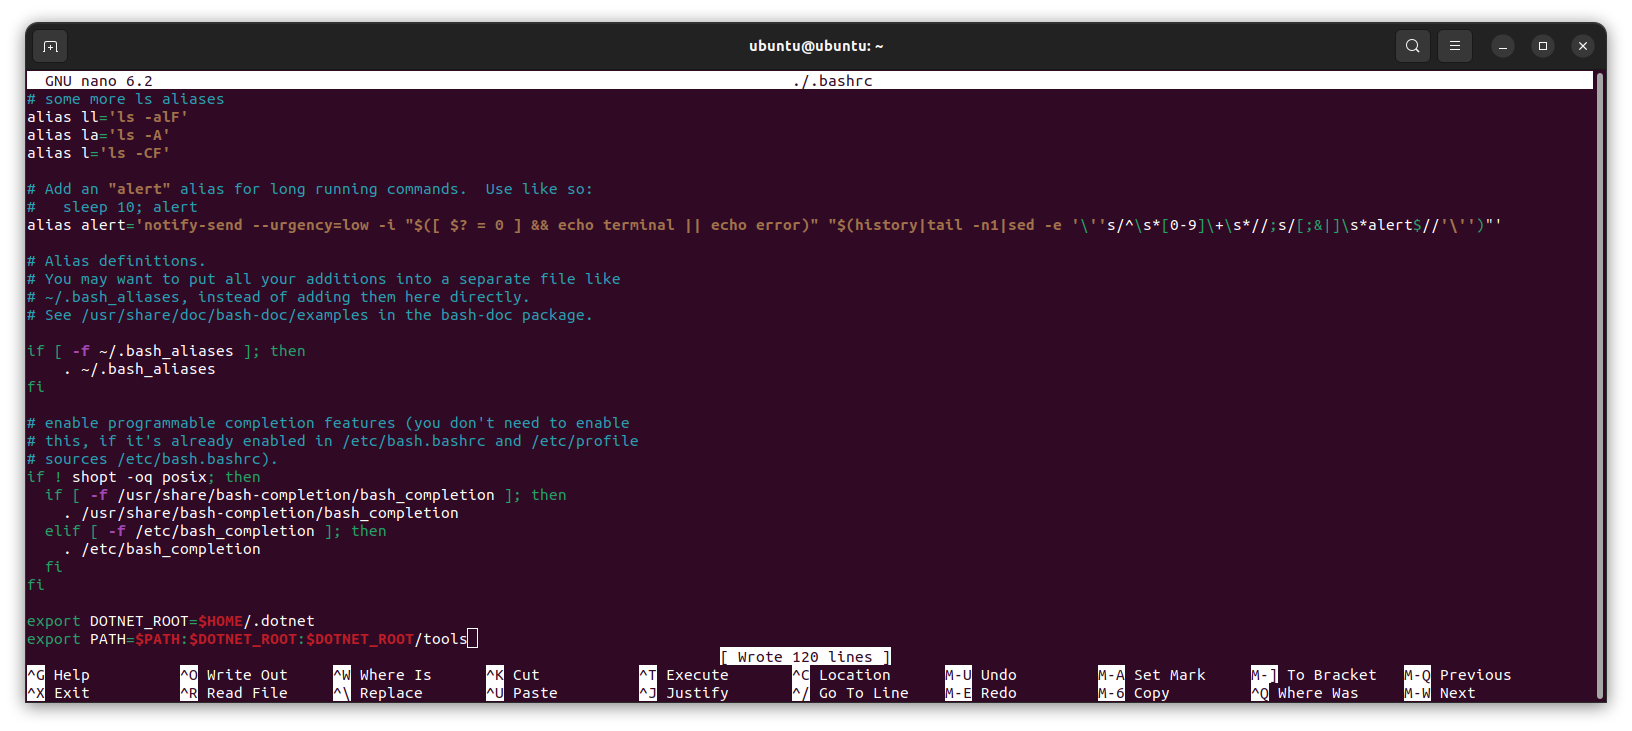 ubuntu@ubuntu: ~
GNU nano 6.2 ./.bashrc
# some more ls aliases
alias ll='ls -alF'
alias la='ls -A'
alias l='ls -CF'

# Add an "alert" alias for long running commands.  Use like so:
#   sleep 10; alert
alias alert='notify-send --urgency=low -i "$([ $? = 0 ] && echo terminal || echo error)" "$(history|tail -n1|sed -e '\''s/^\s*[0-9]\+\s*//;s/[;&|]\s*alert$//'\'')"'

# Alias definitions.
# You may want to put all your additions into a separate file like
# ~/.bash_aliases, instead of adding them here directly.
# See /usr/share/doc/bash-doc/examples in the bash-doc package.

if [ -f ~/.bash_aliases ]; then
    . ~/.bash_aliases
fi

# enable programmable completion features (you don't need to enable
# this, if it's already enabled in /etc/bash.bashrc and /etc/profile
# sources /etc/bash.bashrc).
if ! shopt -oq posix; then
  if [ -f /usr/share/bash-completion/bash_completion ]; then
    . /usr/share/bash-completion/bash_completion
  elif [ -f /etc/bash_completion ]; then
    . /etc/bash_completion
  fi
fi

export DOTNET_ROOT=$HOME/.dotnet
export PATH=$PATH:$DOTNET_ROOT:$DOTNET_ROOT/tools
[ Wrote 120 lines ]
^G Help ^O Write Out ^W Where Is ^K Cut ^T Execute ^C Location M-U Undo M-A Set Mark M-] To Bracket M-Q Previous
^X Exit ^R Read File ^\ Replace ^U Paste ^J Justify ^/ Go To Line M-E Redo M-6 Copy ^Q Where Was M-W Next